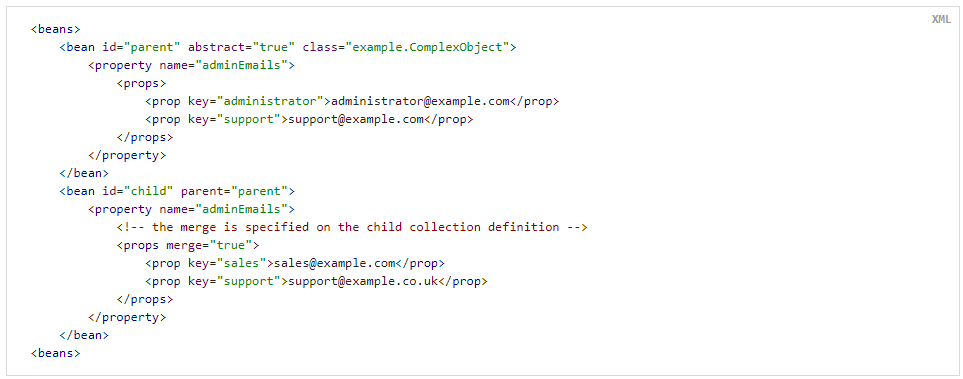 XML
<beans>
    <bean id="parent" abstract="true" class="example.ComplexObject">
        <property name="adminEmails">
            <props>
                <prop key="administrator">administrator@example.com</prop>
                <prop key="support">support@example.com</prop>
            </props>
        </property>
    </bean>
    <bean id="child" parent="parent">
        <property name="adminEmails">
            <!-- the merge is specified on the child collection definition -->
            <props merge="true">
                <prop key="sales">sales@example.com</prop>
                <prop key="support">support@example.co.uk</prop>
            </props>
        </property>
    </bean>
<beans>